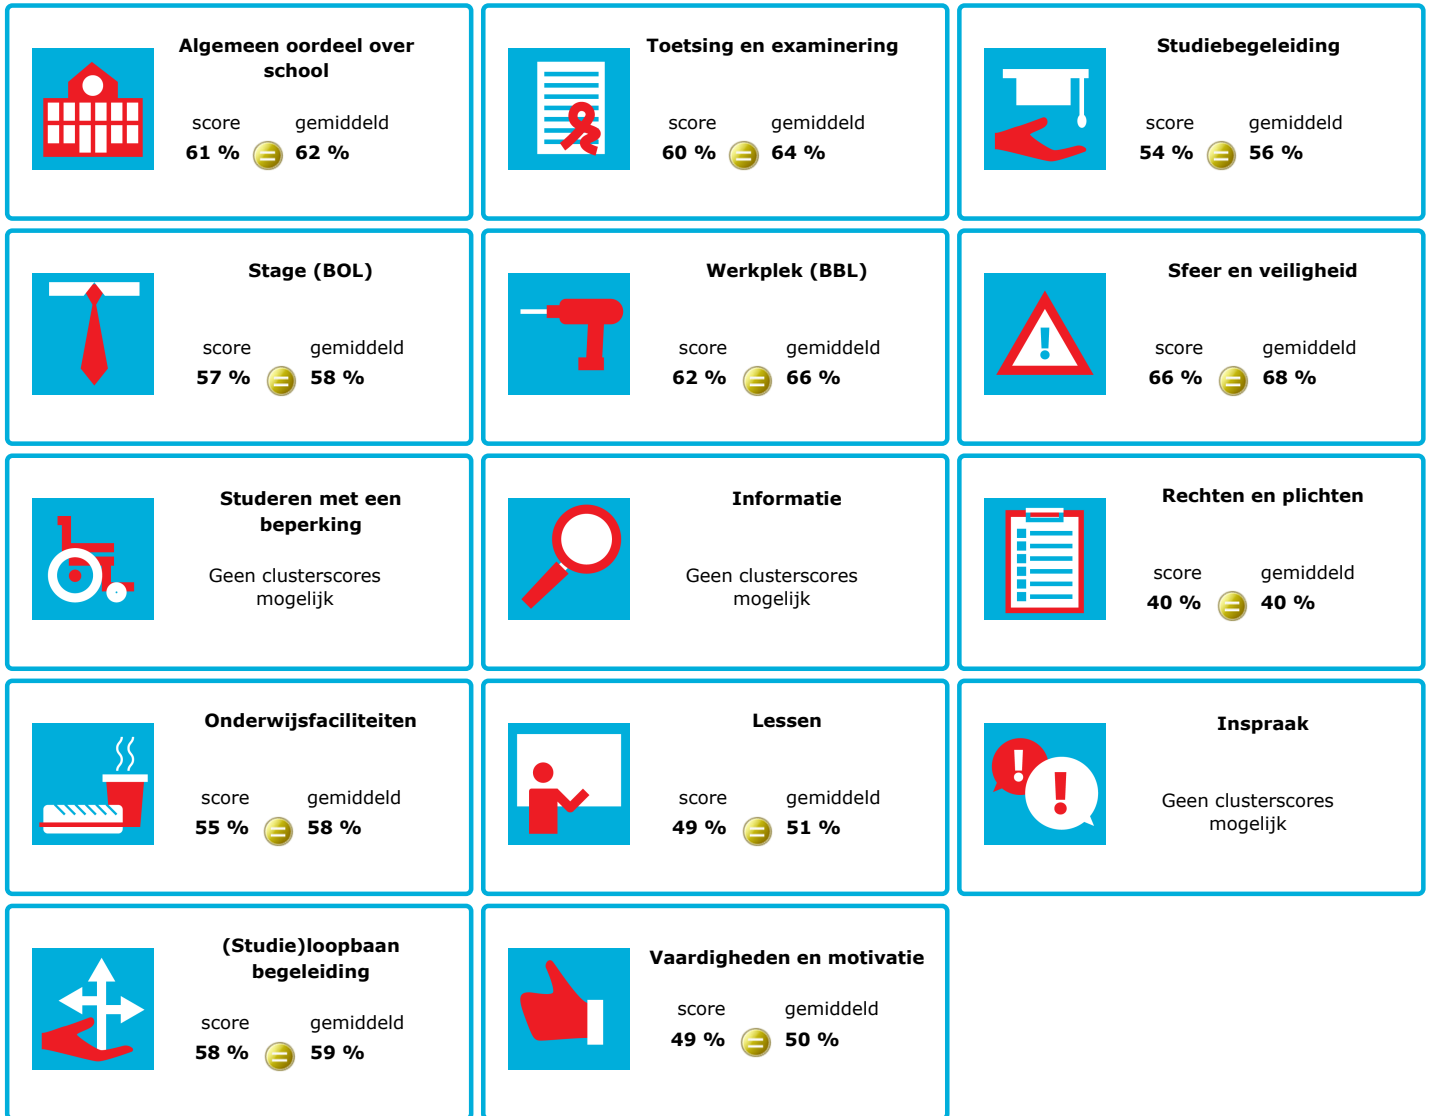 Algemeen oordeel over
school
score gemiddeld
61 % = 62 %
Toetsing en examinering
score gemiddeld
60 % = 64 %
Studiebegeleiding
score gemiddeld
54 % = 56 %
Stage (BOL)
score gemiddeld
57 % = 58 %
Werkplek (BBL)
score gemiddeld
62 % = 66 %
Sfeer en veiligheid
score gemiddeld
66 % = 68 %
Studeren met een
beperking
Geen clusterscores
mogelijk
Informatie
Geen clusterscores
mogelijk
Rechten en plichten
score gemiddeld
40 % = 40 %
Onderwijsfaciliteiten
score gemiddeld
55 % = 58 %
Lessen
score gemiddeld
49 % = 51 %
Inspraak
Geen clusterscores
mogelijk
(Studie)loopbaan
begeleiding
score gemiddeld
58 % = 59 %
Vaardigheden en motivatie
score gemiddeld
49 % = 50 %